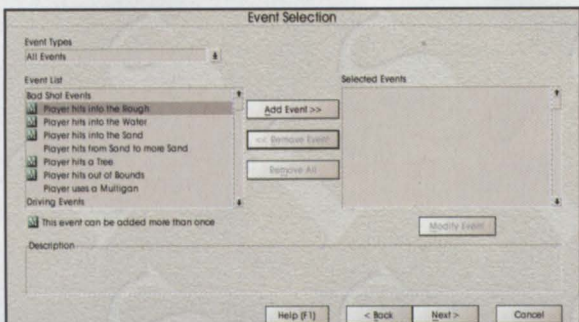 Event Selection
Event Types
All Events
Event List
Bad Shot Events
Player hits into the Rough
Player hits into the Water
Player hits into the Sand
Player hits from Sand to more Sand
Player hits a Tree
Player hits out of Bounds
Player uses a Mulligan
Driving Events
This event can be added more than once
Add Event >>
<< Remove Event
Remove All
Selected Events
Modify Event
Description
Help (F1)
< Back
Next >
Cancel